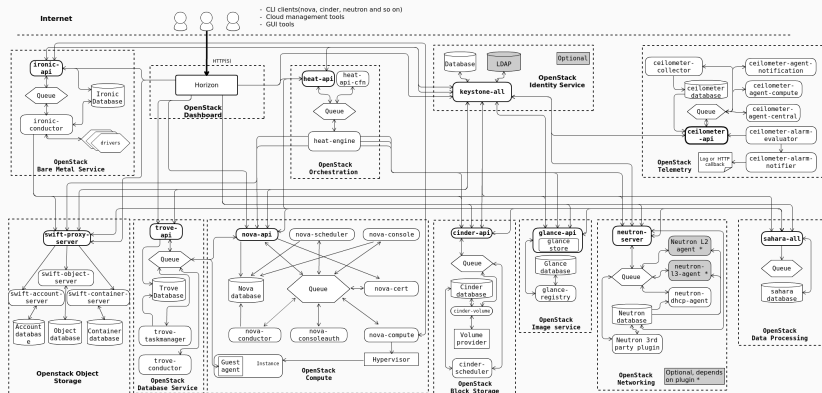 Internet
- CLI clients(nova, cinder, neutron and so on)
- Cloud management tools
- GUI tools
HTTP(S)
ironic-
api
Queue
Ironic
Database
ironic-
conductor
drivers
OpenStack
Bare Metal Service
Horizon
OpenStack
Dashboard
heat-api
heat-
api-cfn
Queue
heat-engine
OpenStack
Orchestration
Database
LDAP
Optional
keystone-all
OpenStack
Identity Service
ceilometer-
collector
ceilometer-agent-
notification
ceilometer
database
ceilometer-
agent-compute
Queue
ceilometer-
agent-central
ceilometer-
api
ceilometer-alarm-
evaluator
Log or HTTP
callback
ceilometer-alarm-
notifier
OpenStack
Telemetry
swift-proxy-
server
swift-object-
server
swift-account-
server
swift-container-
server
Account
databas
e
Object
database
Container
database
Openstack Object
Storage
trove-
api
Queue
Trove
Database
trove-
taskmanager
trove-
conductor
OpenStack
Database Service
nova-api
nova-scheduler
nova-console
Nova
database
Queue
nova-cert
nova-
conductor
nova-
consoleauth
nova-compute
Guest
agent
Instance
Hypervisor
OpenStack
Compute
cinder-api
Queue
Cinder
database
cinder-volume
Volume
provider
cinder-
scheduler
OpenStack
Block Storage
glance-api
glance
store
Glance
database
glance-
registry
OpenStack
Image service
neutron-
server
Neutron L2
agent *
Queue
neutron-
l3-agent *
neutron-
dhcp-agent
Neutron
database
Neutron 3rd
party plugin
OpenStack
Networking
Optional, depends
on plugin *
sahara-all
Queue
sahara
database
OpenStack
Data Processing